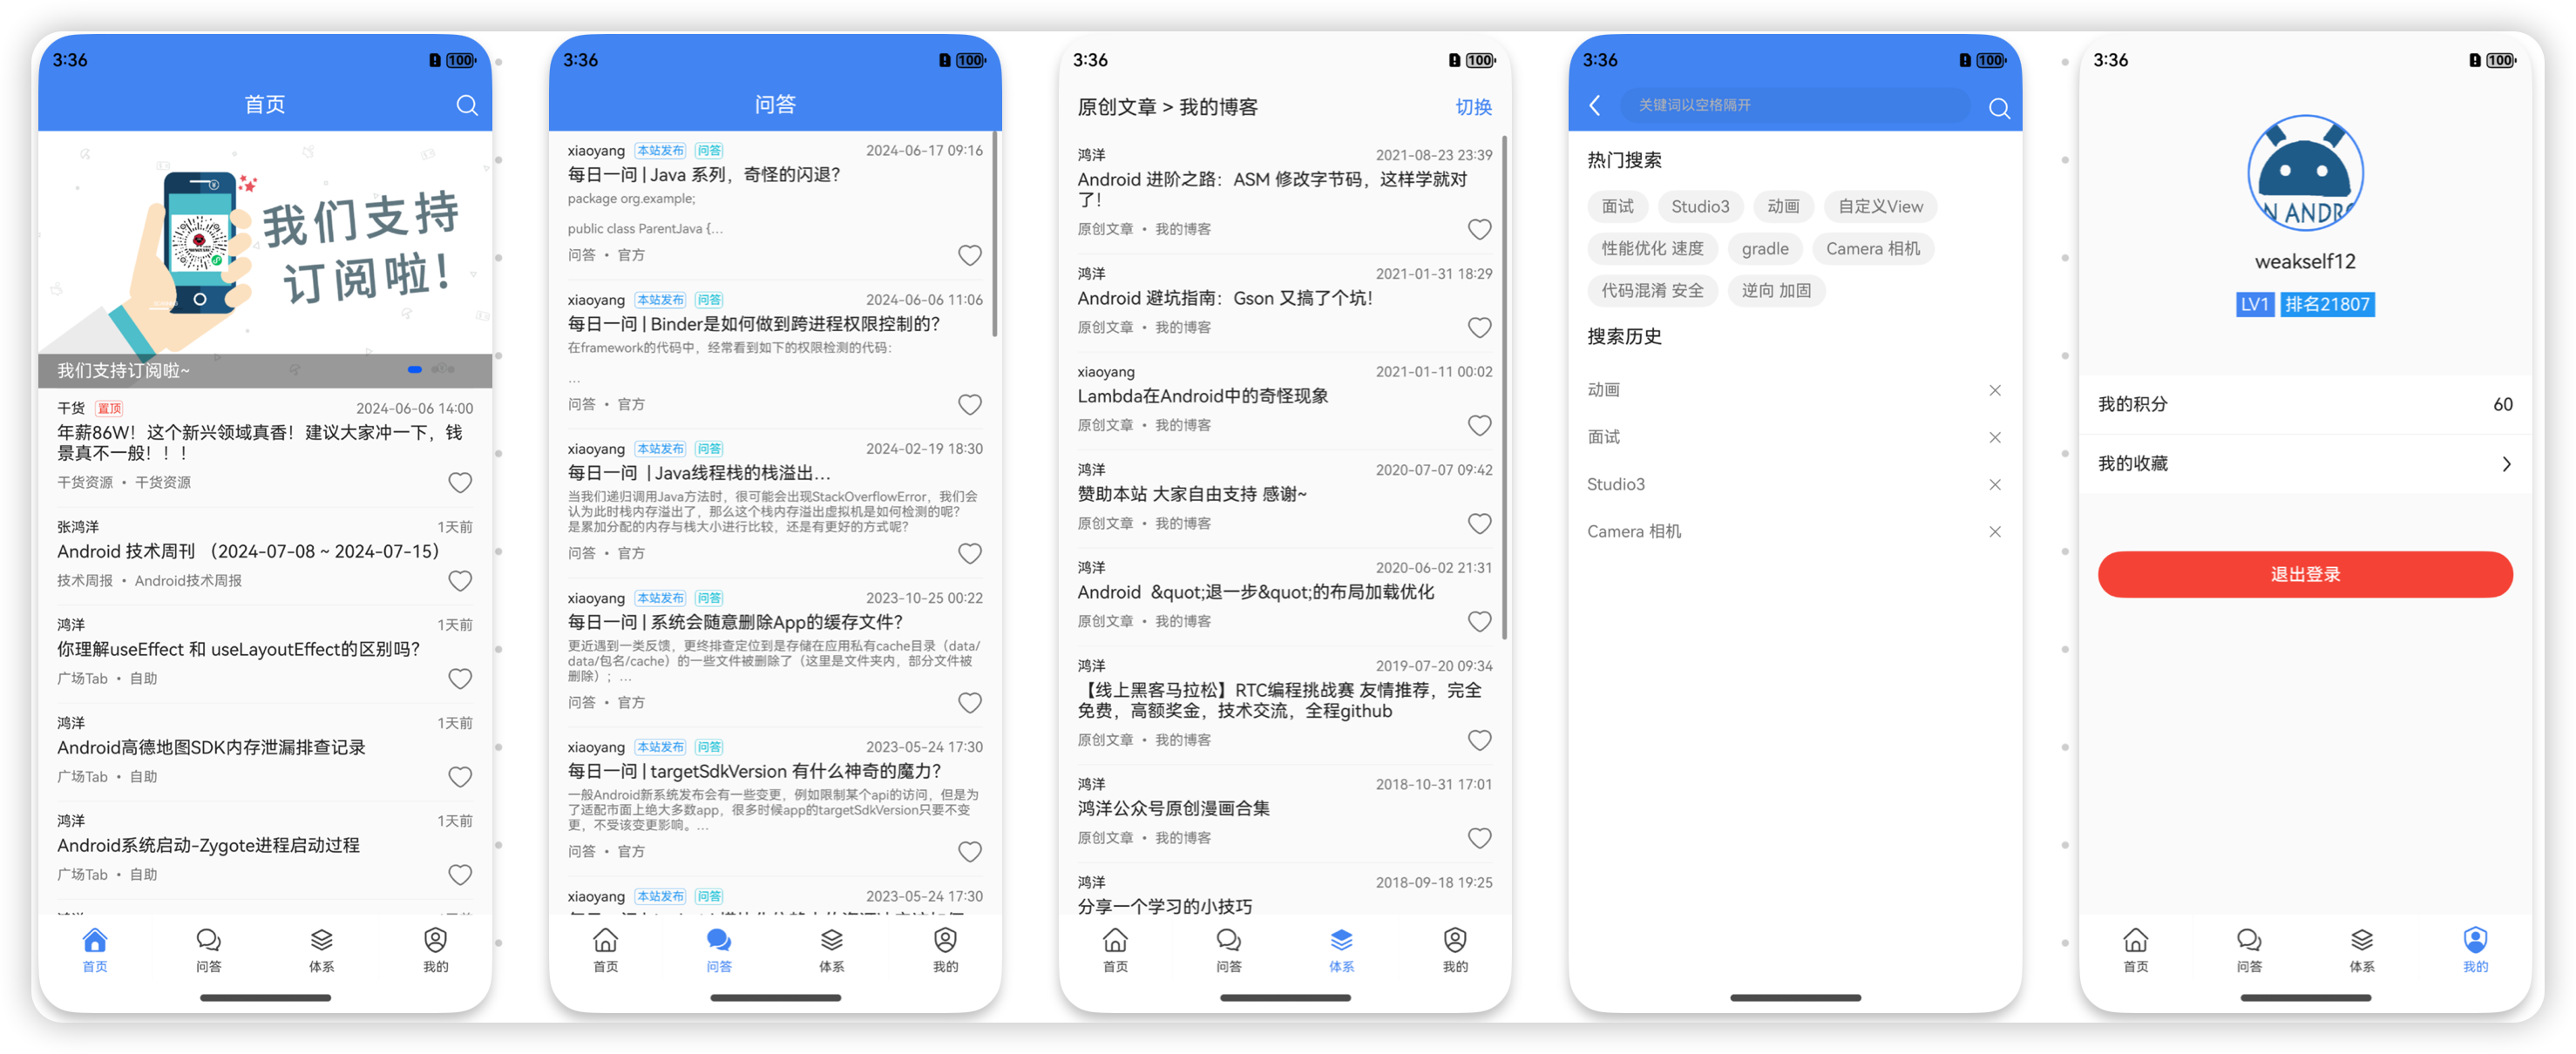 3:36
100
首页
我们支持
订阅啦!
我们支持订阅啦~
干货 置顶 2024-06-06 14:00
年薪86W！这个新兴领域真香！建议大家冲一下，钱
景真不一般！！！
干货资源 • 干货资源
张鸿洋 1天前
Android 技术周刊 （2024-07-08 ~ 2024-07-15）
技术周报 • Android技术周报
鸿洋 1天前
你理解useEffect 和 useLayoutEffect的区别吗？
广场Tab • 自助
鸿洋 1天前
Android高德地图SDK内存泄漏排查记录
广场Tab • 自助
鸿洋 1天前
Android系统启动-Zygote进程启动过程
广场Tab • 自助
首页 问答 体系 我的
3:36
100
问答
xiaoyang 本站发布 问答 2024-06-17 09:16
每日一问 | Java 系列，奇怪的闪退？
package org.example;
public class ParentJava {...
问答 • 官方
xiaoyang 本站发布 问答 2024-06-06 11:06
每日一问 | Binder是如何做到跨进程权限控制的？
在framework的代码中，经常看到如下的权限检测的代码：
...
问答 • 官方
xiaoyang 本站发布 问答 2024-02-19 18:30
每日一问 | Java线程栈的栈溢出...
当我们递归调用Java方法时，很可能会出现StackOverflowError，我们会
认为此时栈内存溢出了，那么这个栈内存溢出虚拟机是如何检测的呢？
是累加分配的内存与栈大小进行比较，还是有更好的方式呢？
问答 • 官方
xiaoyang 本站发布 问答 2023-10-25 00:22
每日一问 | 系统会随意删除App的缓存文件？
更近遇到一类反馈，更终排查定位到是存储在应用私有cache目录（data/
data/包名/cache）的一些文件被删除了（这里是文件夹内，部分文件被
删除）；...
问答 • 官方
xiaoyang 本站发布 问答 2023-05-24 17:30
每日一问 | targetSdkVersion 有什么神奇的魔力？
一般Android新系统发布会有一些变更，例如限制某个api的访问，但是为
了适配市面上绝大多数app，很多时候app的targetSdkVersion只要不变
更，不受该变更影响。...
问答 • 官方
xiaoyang 本站发布 问答 2023-05-24 17:30
首页 问答 体系 我的
3:36
100
原创文章 > 我的博客 切换
鸿洋 2021-08-23 23:39
Android 进阶之路：ASM 修改字节码，这样学就对
了！
原创文章 • 我的博客
鸿洋 2021-01-31 18:29
Android 避坑指南：Gson 又搞了个坑！
原创文章 • 我的博客
xiaoyang 2021-01-11 00:02
Lambda在Android中的奇怪现象
原创文章 • 我的博客
鸿洋 2020-07-07 09:42
赞助本站 大家自由支持 感谢~
原创文章 • 我的博客
鸿洋 2020-06-02 21:31
Android &quot;退一步&quot;的布局加载优化
原创文章 • 我的博客
鸿洋 2019-07-20 09:34
【线上黑客马拉松】RTC编程挑战赛 友情推荐，完全
免费，高额奖金，技术交流，全程github
原创文章 • 我的博客
鸿洋 2018-10-31 17:01
鸿洋公众号原创漫画合集
原创文章 • 我的博客
鸿洋 2018-09-18 19:25
分享一个学习的小技巧
首页 问答 体系 我的
3:36
100
关键词以空格隔开
热门搜索
面试 Studio3 动画 自定义View
性能优化 速度 gradle Camera 相机
代码混淆 安全 逆向 加固
搜索历史
动画
面试
Studio3
Camera 相机
3:36
100
N ANDR
weakself12
LV1 排名21807
我的积分 60
我的收藏
退出登录
首页 问答 体系 我的